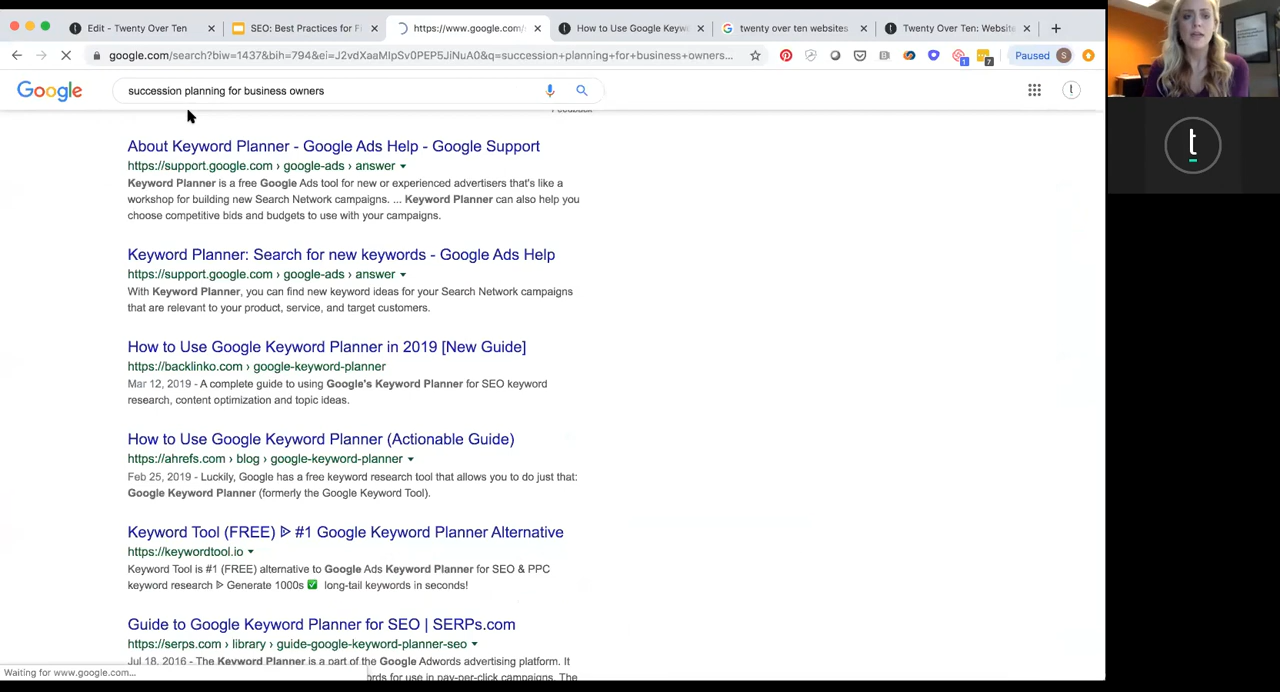 Edit - Twenty Over Ten
SEO: Best Practices for Fi
https://www.google.com/
How to Use Google Keyw
twenty over ten websites
Twenty Over Ten: Website
google.com/search?biw=1437&bih=794&ei=J2vdXaaMIpSv0PEP5JiNuA0&q=succession+planning+for+business+owners...
1
7
Paused
S
Google
succession planning for business owners
t
t
About Keyword Planner - Google Ads Help - Google Support
https://support.google.com › google-ads › answer
Keyword Planner is a free Google Ads tool for new or experienced advertisers that's like a
workshop for building new Search Network campaigns. ... Keyword Planner can also help you
choose competitive bids and budgets to use with your campaigns.
Keyword Planner: Search for new keywords - Google Ads Help
https://support.google.com › google-ads › answer
With Keyword Planner, you can find new keyword ideas for your Search Network campaigns
that are relevant to your product, service, and target customers.
How to Use Google Keyword Planner in 2019 [New Guide]
https://backlinko.com › google-keyword-planner
Mar 12, 2019 - A complete guide to using Google's Keyword Planner for SEO keyword
research, content optimization and topic ideas.
How to Use Google Keyword Planner (Actionable Guide)
https://ahrefs.com › blog › google-keyword-planner
Feb 25, 2019 - Luckily, Google has a free keyword research tool that allows you to do just that:
Google Keyword Planner (formerly the Google Keyword Tool).
Keyword Tool (FREE) ᐈ #1 Google Keyword Planner Alternative
https://keywordtool.io
Keyword Tool is #1 (FREE) alternative to Google Ads Keyword Planner for SEO & PPC
keyword research ᐈ Generate 1000s ✅ long-tail keywords in seconds!
Guide to Google Keyword Planner for SEO | SERPs.com
https://serps.com › library › guide-google-keyword-planner-seo
Jul 18, 2016 - The Keyword Planner is a part of the Google Adwords advertising platform. It
Waiting for www.google.com...
for use in pay-per-click campaigns. The